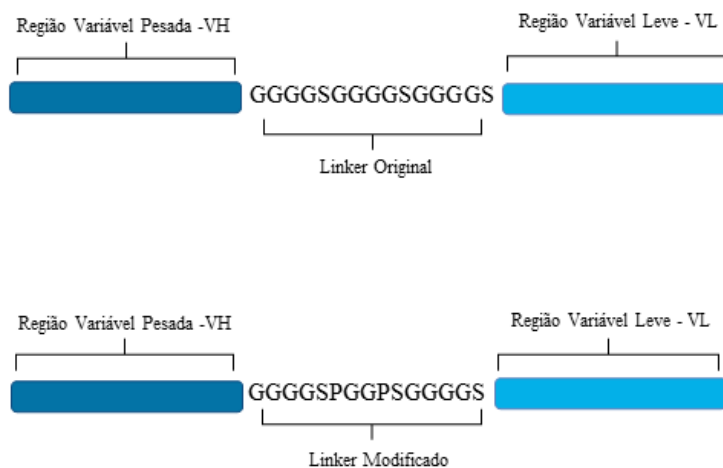 Região Variável Pesada -VH
Região Variável Leve - VL
GGGGSGGGGSGGGGS
Linker Original
Região Variável Pesada -VH
Região Variável Leve - VL
GGGGSPGGPSGGGGS
Linker Modificado